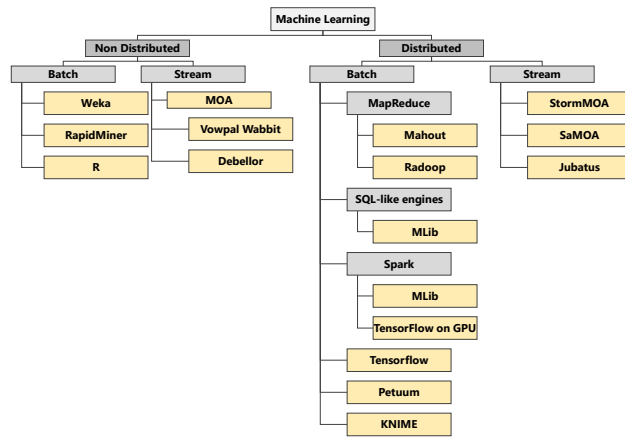 Machine Learning
Non Distributed
Distributed
Batch
Stream
Batch
Stream
Weka
MOA
MapReduce
StormMOA
RapidMiner
Vowpal Wabbit
Mahout
SaMOA
R
Debellor
Radoop
Jubatus
SQL-like engines
MLib
Spark
MLib
TensorFlow on GPU
Tensorflow
Petuum
KNIME